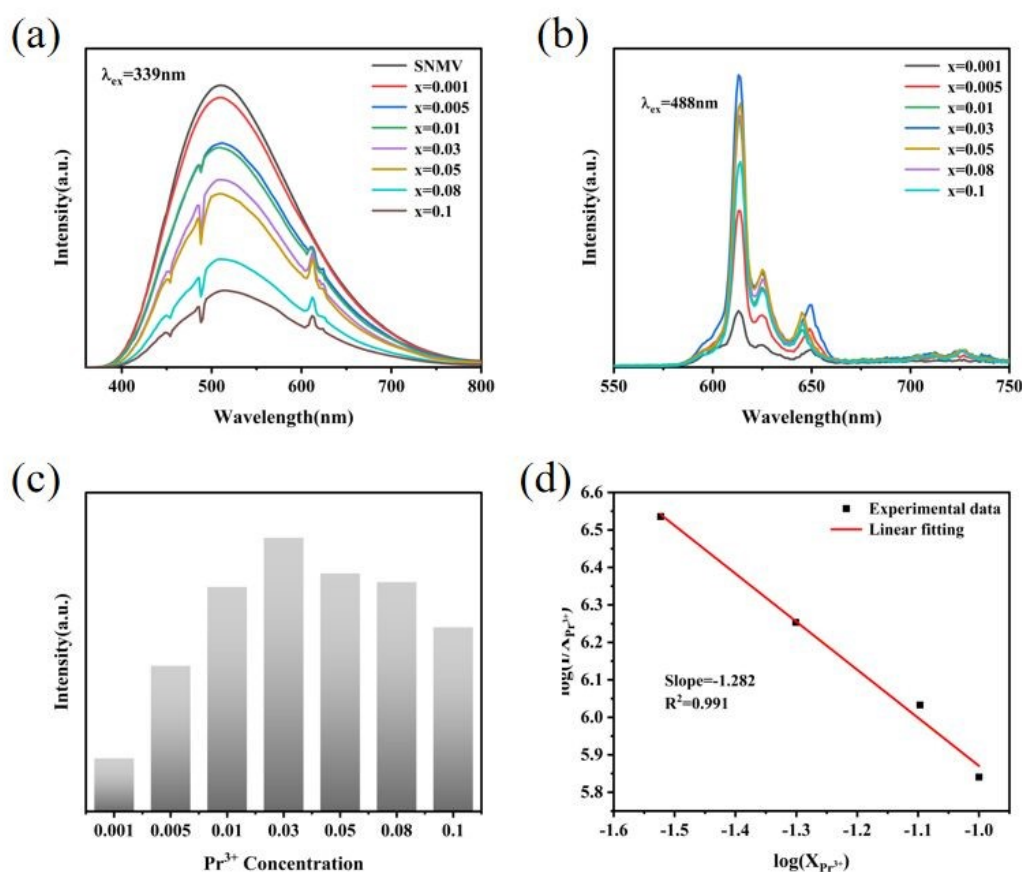 (a)
λex=339nm
SNMV
x=0.001
x=0.005
x=0.01
x=0.03
x=0.05
x=0.08
x=0.1
Intensity(a.u.)
400 500 600 700 800
Wavelength(nm)
(b)
λex=488nm
x=0.001
x=0.005
x=0.01
x=0.03
x=0.05
x=0.08
x=0.1
Intensity(a.u.)
550 600 650 700 750
Wavelength(nm)
(c)
Intensity(a.u.)
0.001 0.005 0.01 0.03 0.05 0.08 0.1
Pr³⁺ Concentration
(d)
Experimental data
Linear fitting
Slope=-1.282
R²=0.991
log(I/XPr³⁺)
6.6
6.5
6.4
6.3
6.2
6.1
6.0
5.9
5.8
-1.6 -1.5 -1.4 -1.3 -1.2 -1.1 -1.0
log(XPr³⁺)